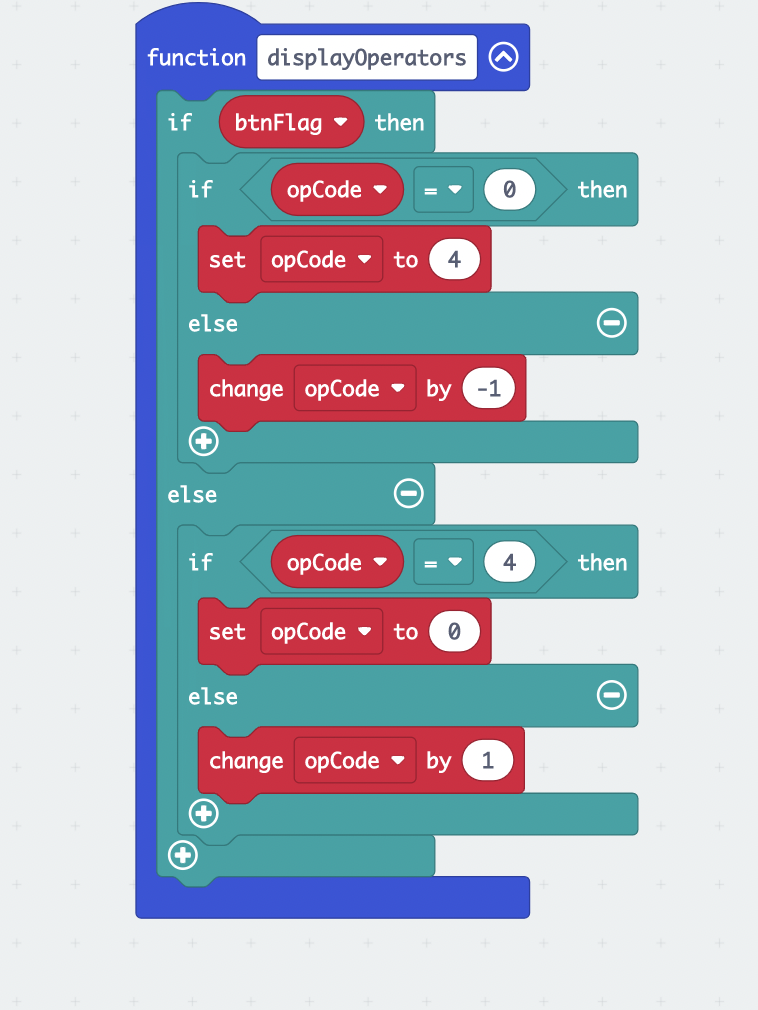 function displayOperators
if btnFlag then
if opCode = 0 then
set opCode to 4
else
change opCode by -1
else
if opCode = 4 then
set opCode to 0
else
change opCode by 1